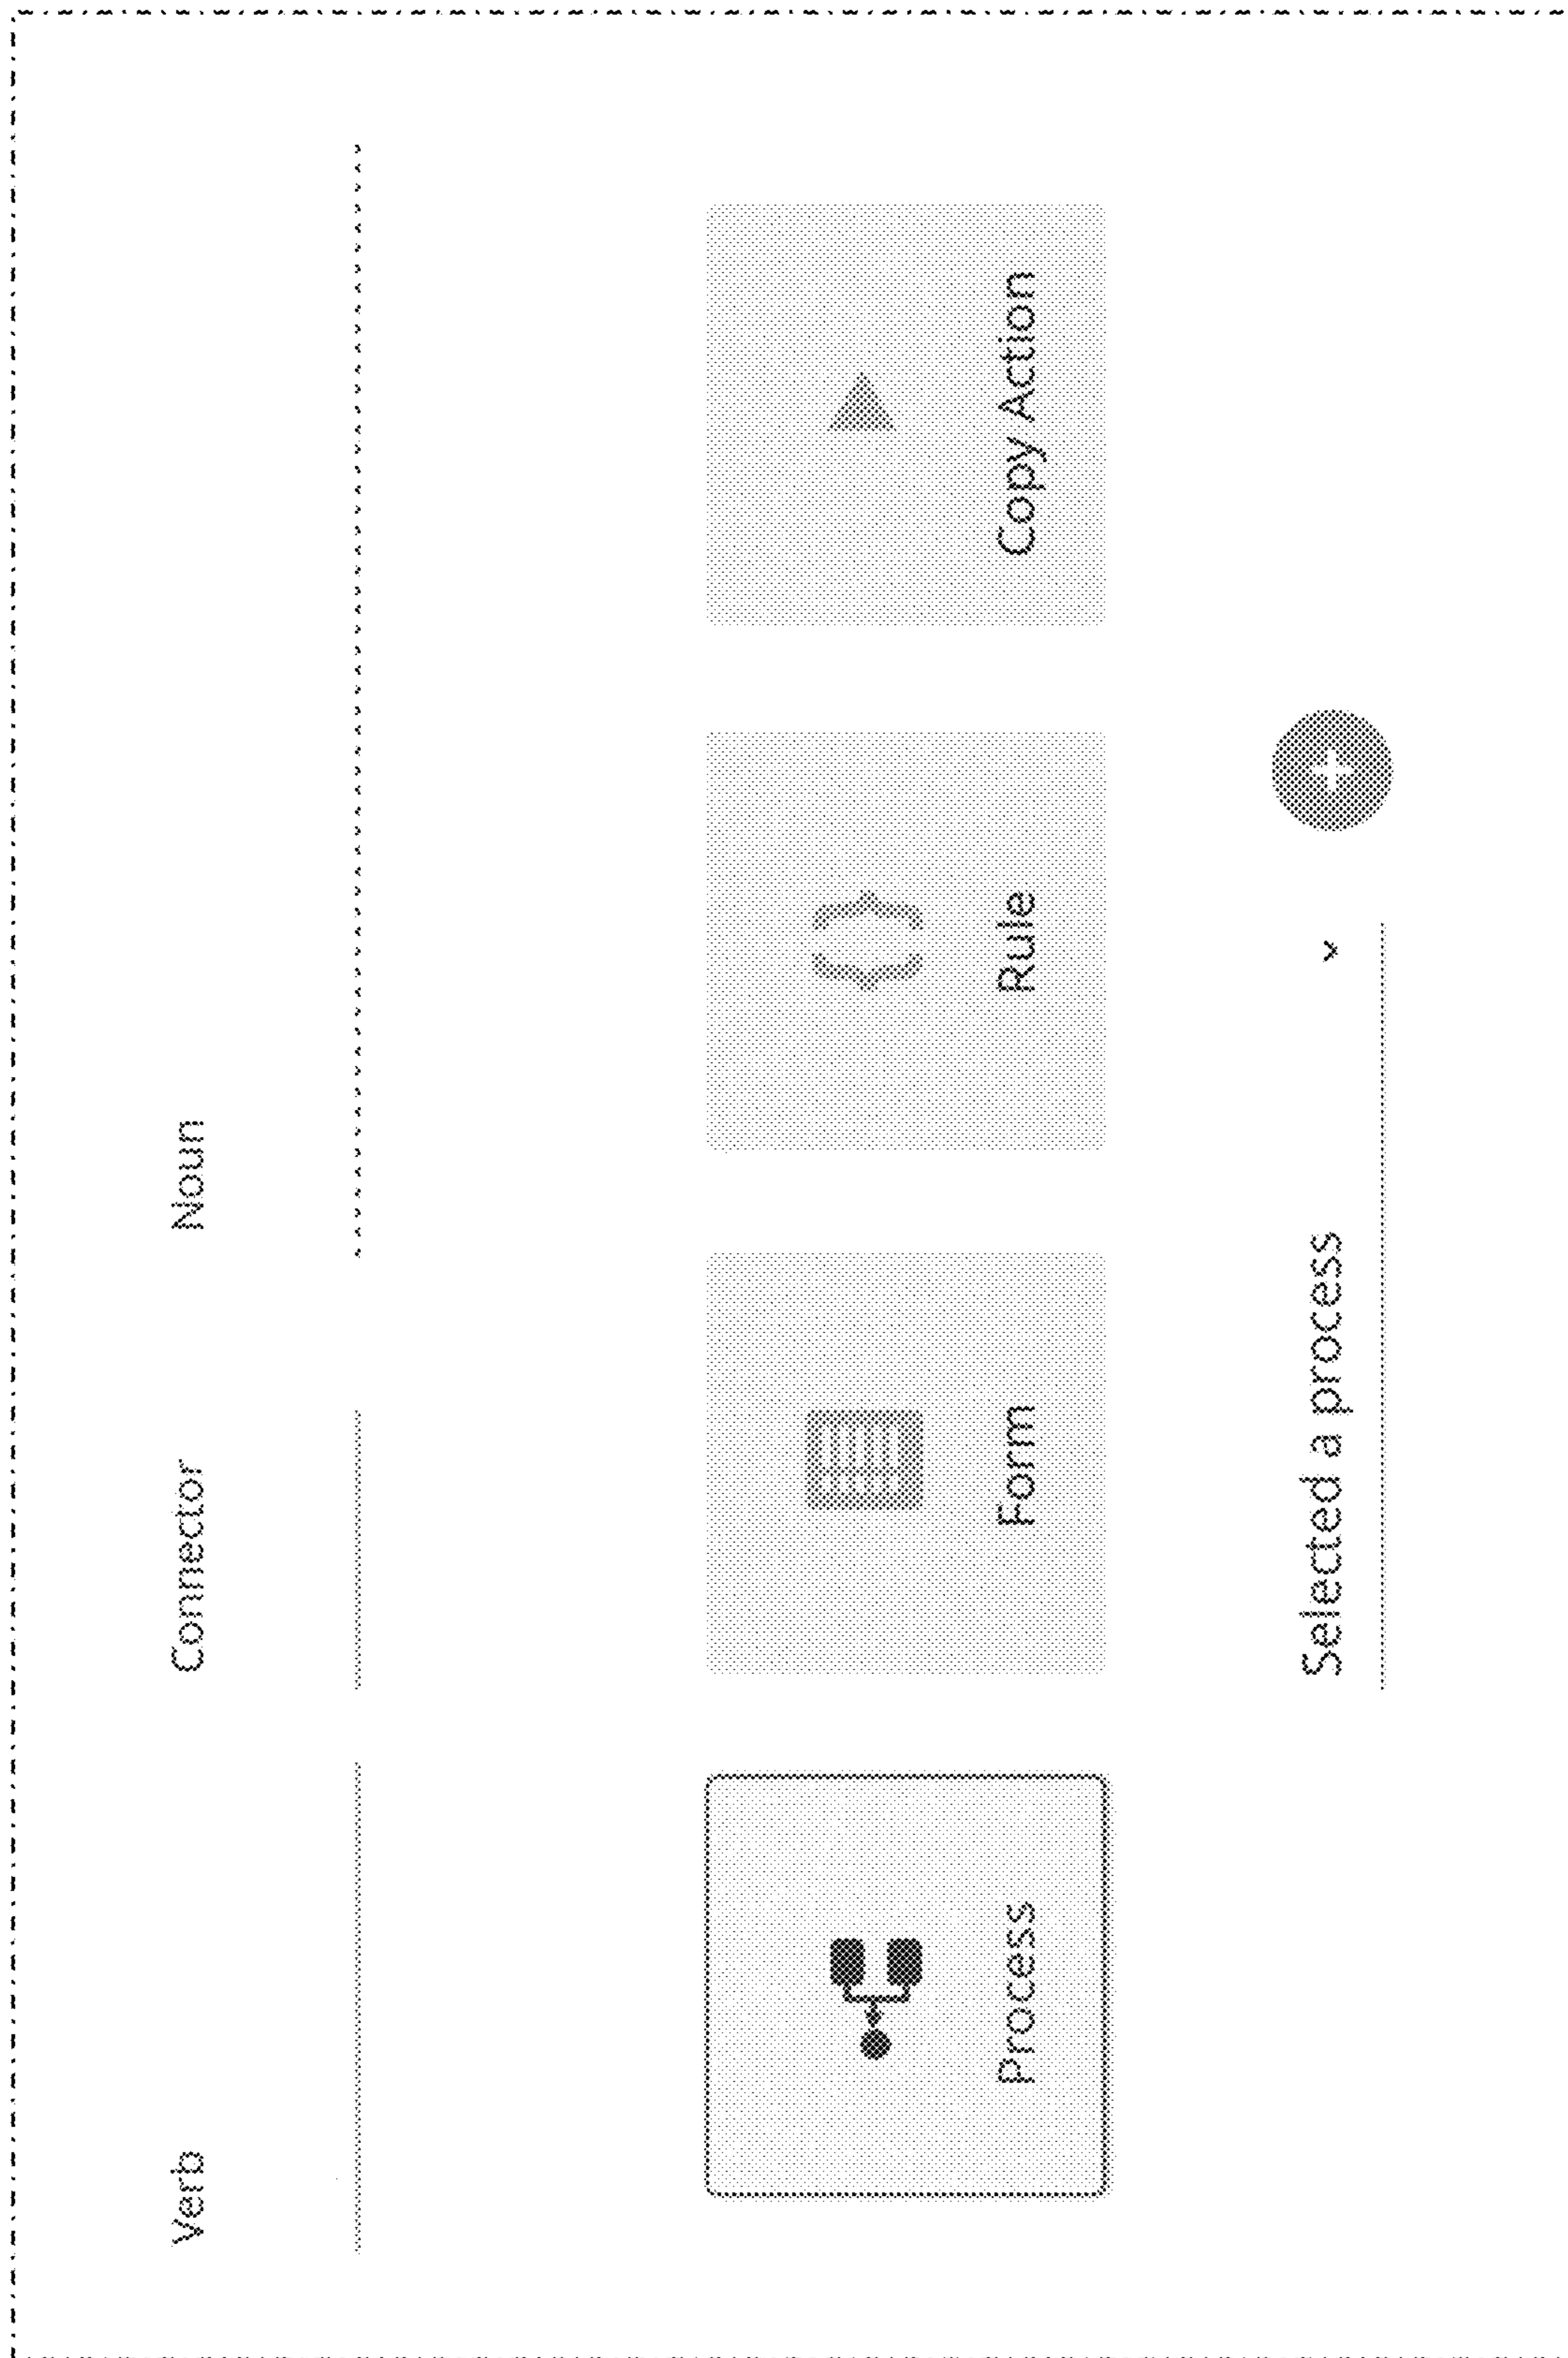 Verb Connector Noun
Process Form Rule Copy Action
Selected a process